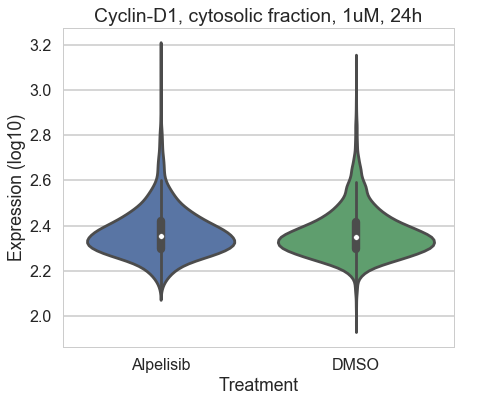 Cyclin-D1, cytosolic fraction, 1uM, 24h
Expression (log10)
3.2
3.0
2.8
2.6
2.4
2.2
2.0
Alpelisib
DMSO
Treatment